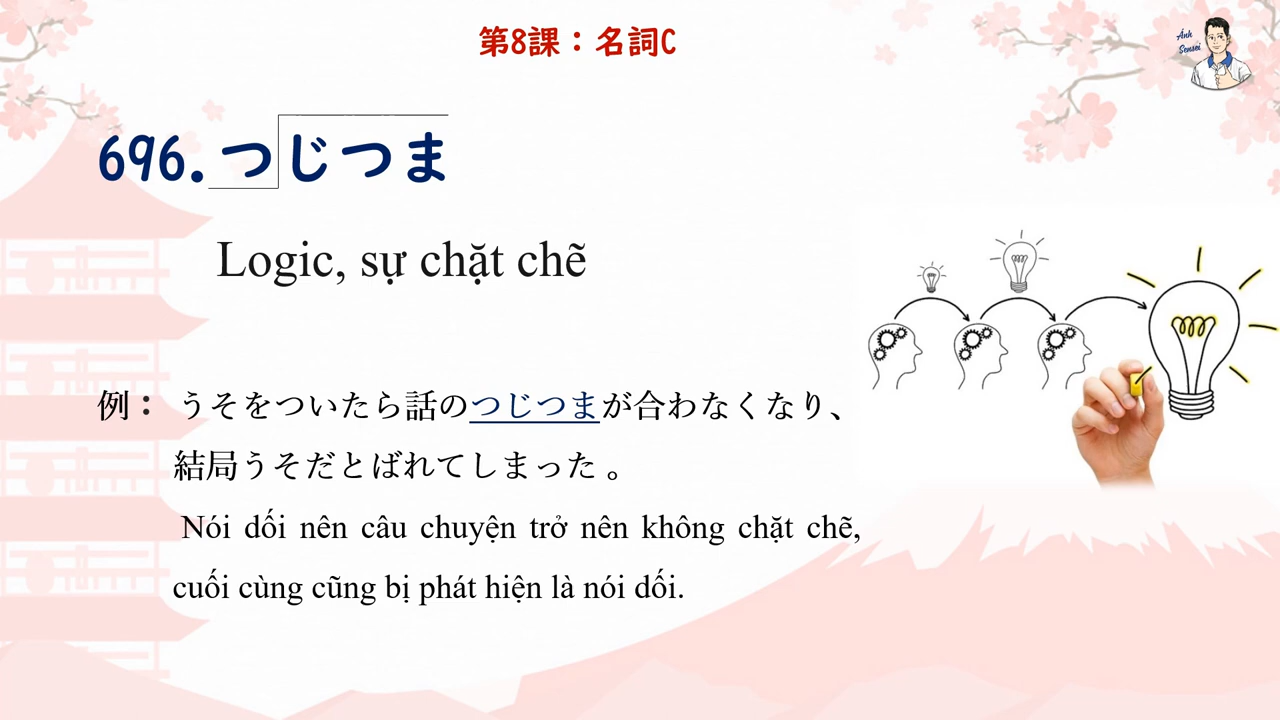 第8課：名詞C
Ánh
Sensei
696.つじつま
Logic, sự chặt chẽ
例： うそをついたら話のつじつまが合わなくなり、
結局うそだとばれてしまった 。
Nói dối nên câu chuyện trở nên không chặt chẽ,
cuối cùng cũng bị phát hiện là nói dối.